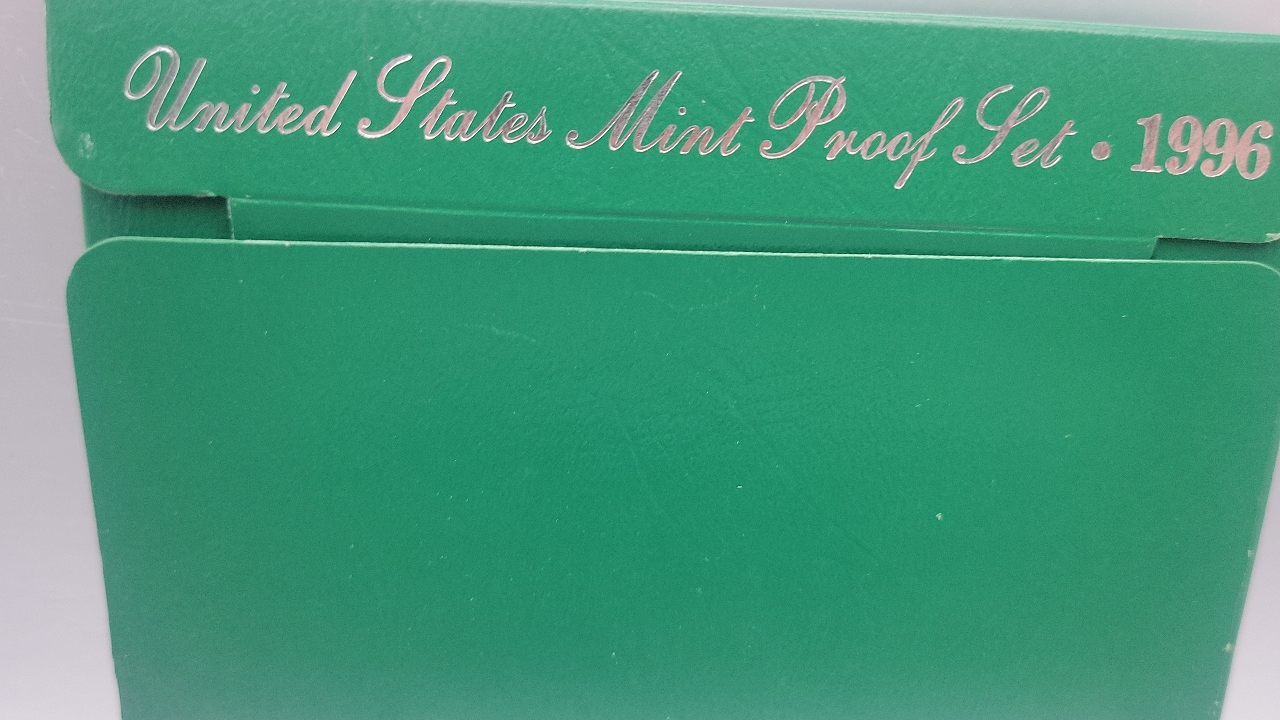 United States Mint Proof Set • 1996